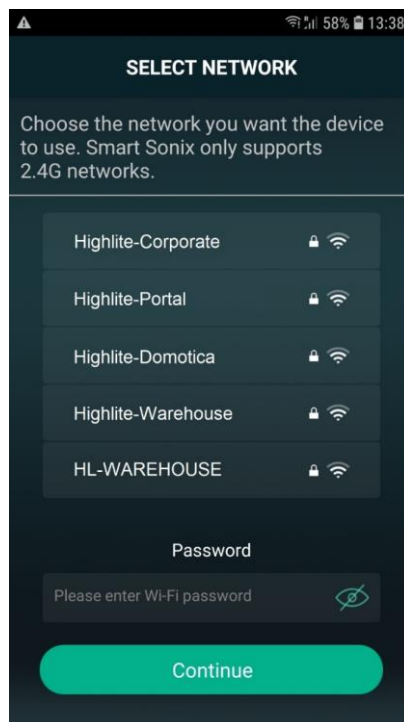 58% 13:38
SELECT NETWORK
Choose the network you want the device
to use. Smart Sonix only supports
2.4G networks.
Highlite-Corporate
Highlite-Portal
Highlite-Domotica
Highlite-Warehouse
HL-WAREHOUSE
Password
Please enter Wi-Fi password
Continue